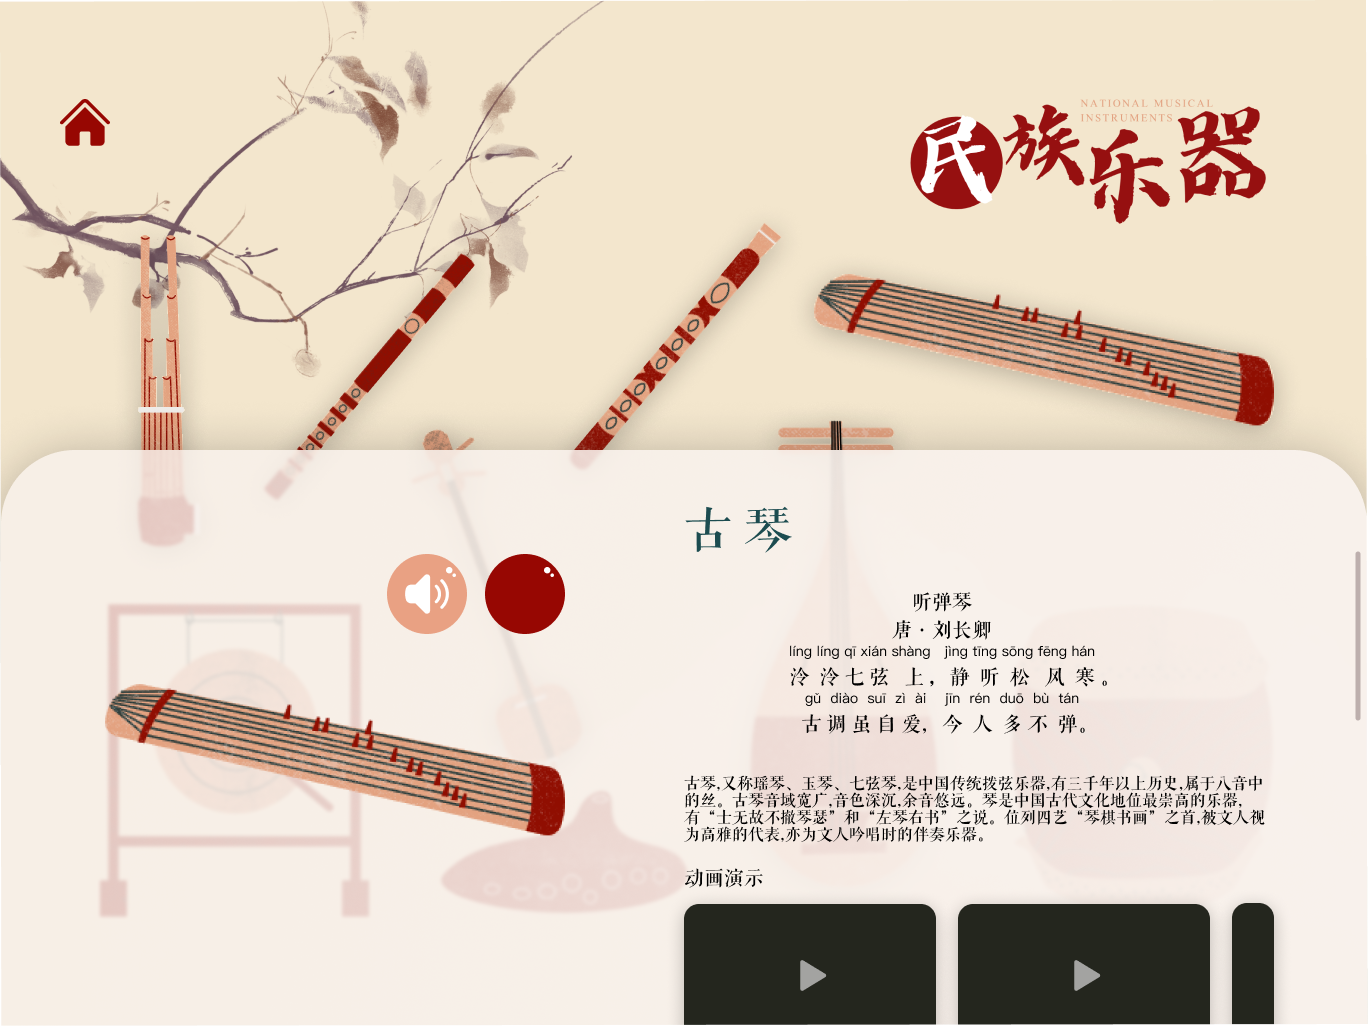 NATIONAL MUSICAL
INSTRUMENTS
民族乐器
古琴
听弹琴
唐·刘长卿
líng líng qī xián shàng jìng tīng sōng fēng hán
泠泠七弦上，静听松风寒。
gǔ diào suī zì ài jīn rén duō bù tán
古调虽自爱，今人多不弹。
古琴,又称瑶琴、玉琴、七弦琴,是中国传统拨弦乐器,有三千年以上历史,属于八音中
的丝。古琴音域宽广,音色深沉,余音悠远。琴是中国古代文化地位最崇高的乐器,
有“士无故不撤琴瑟”和“左琴右书”之说。位列四艺“琴棋书画”之首,被文人视
为高雅的代表,亦为文人吟唱时的伴奏乐器。
动画演示